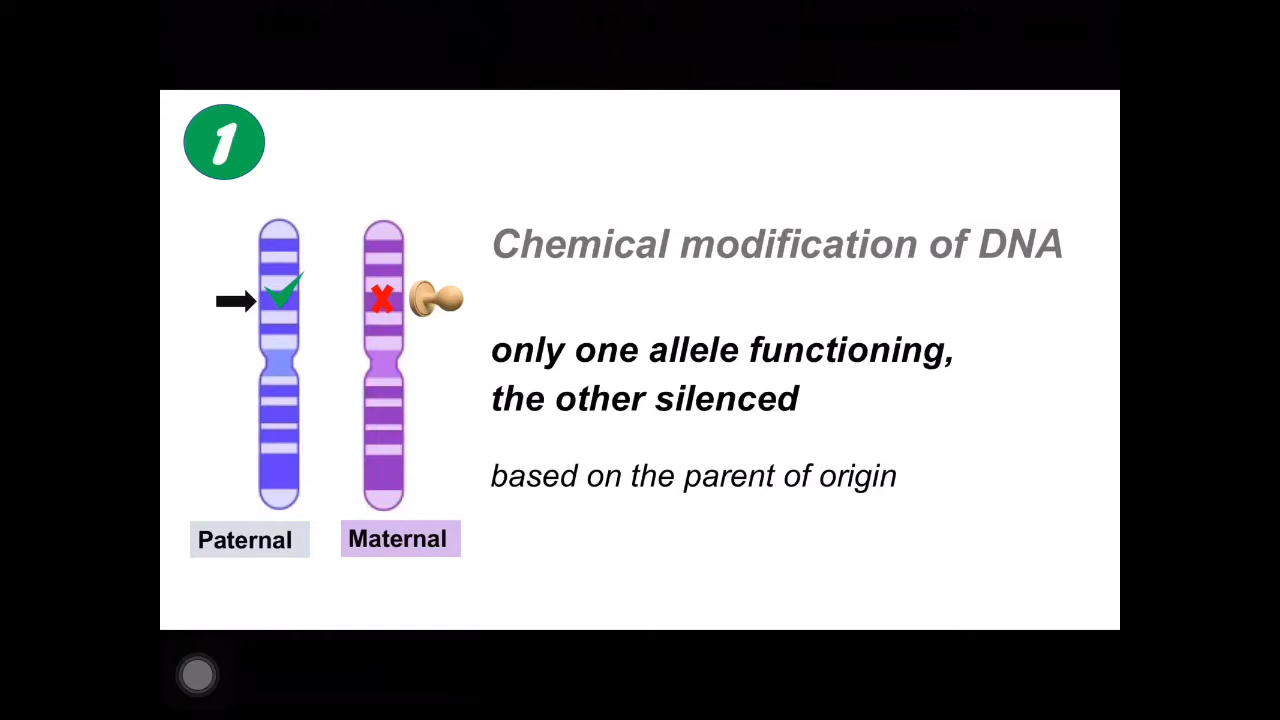 1
Chemical modification of DNA
only one allele functioning,
the other silenced
based on the parent of origin
Paternal
Maternal